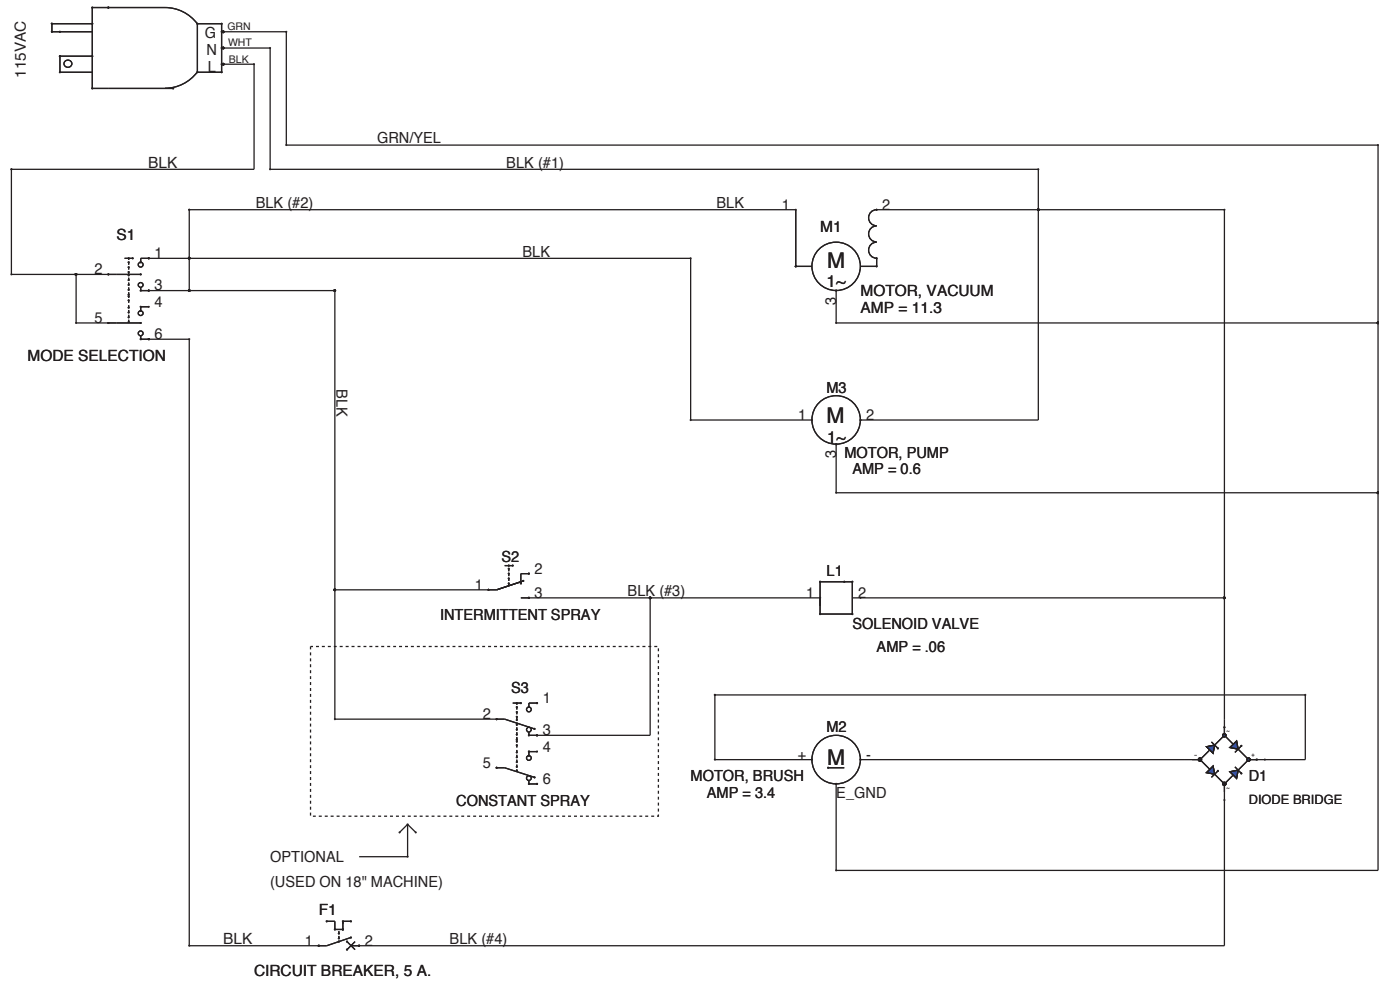 115VAC
G GRN
N WHT
L BLK
GRN/YEL
BLK
BLK (#1)
BLK (#2)
BLK
1
2
S1
M1
M
1~
3
MOTOR, VACUUM
AMP = 11.3
1
2
3
4
5
6
MODE SELECTION
BLK
BLK
M3
1
M
2
1~
3
MOTOR, PUMP
AMP = 0.6
S2
1
2
3
INTERMITTENT SPRAY
BLK (#3)
L1
1
2
SOLENOID VALVE
AMP = .06
S3
1
2
3
4
5
6
CONSTANT SPRAY
M2
+
M
-
MOTOR, BRUSH
AMP = 3.4
E_GND
~
-
+
~
D1
DIODE BRIDGE
OPTIONAL
(USED ON 18" MACHINE)
F1
BLK
1
2
BLK (#4)
CIRCUIT BREAKER, 5 A.